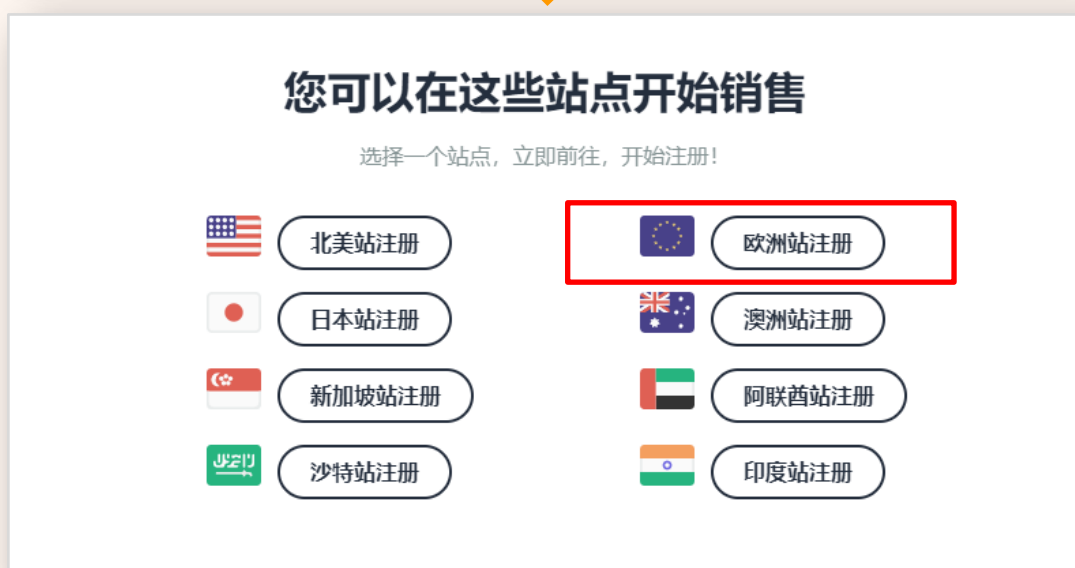 您可以在这些站点开始销售
选择一个站点，立即前往，开始注册！
北美站注册
欧洲站注册
日本站注册
澳洲站注册
新加坡站注册
阿联酋站注册
沙特站注册
印度站注册